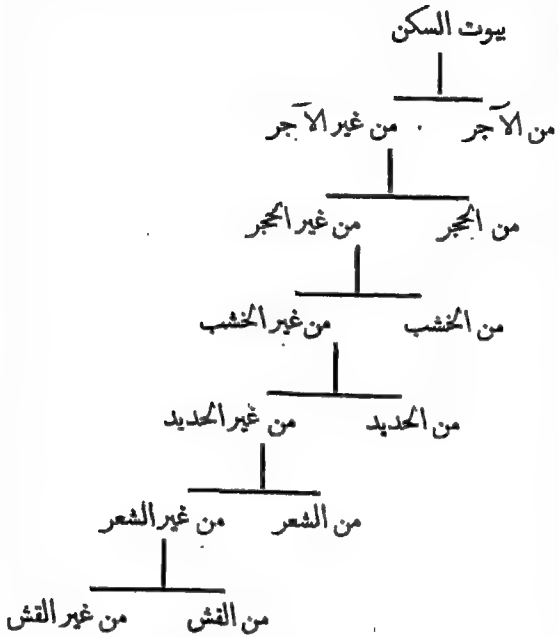 بيوت السكن
من الآجر من غير الآجر
من الحجر من غير الحجر
من الخشب من غير الخشب
من الحديد من غير الحديد
من الشعر من غير الشعر
من القش من غير القش